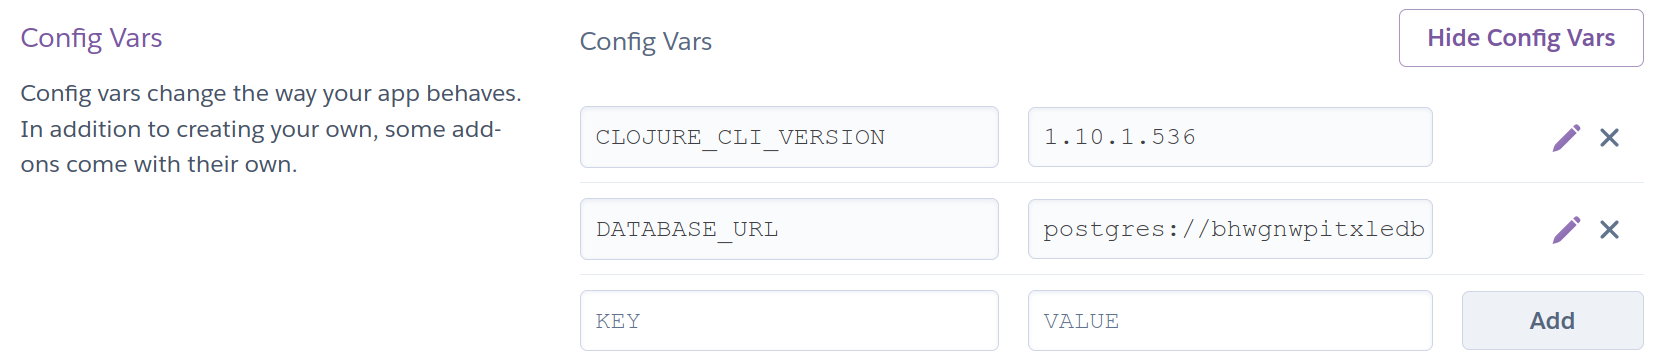 Config Vars
Config vars change the way your app behaves.
In addition to creating your own, some add-
ons come with their own.
Config Vars
Hide Config Vars
CLOJURE_CLI_VERSION
1.10.1.536
DATABASE_URL
postgres://bhwgnwpitxledb
KEY
VALUE
Add